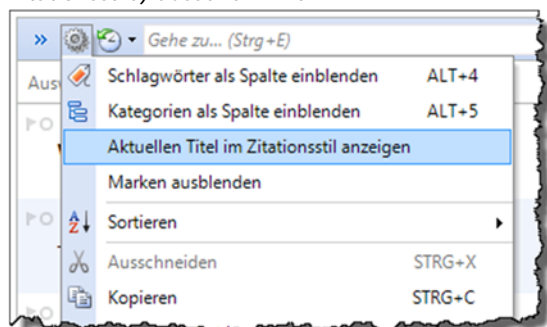 Gehe zu... (Strg+E)
Schlagwörter als Spalte einblenden ALT+4
Kategorien als Spalte einblenden ALT+5
Aktuellen Titel im Zitationsstil anzeigen
Marken ausblenden
Sortieren
Ausschneiden STRG+X
Kopieren STRG+C